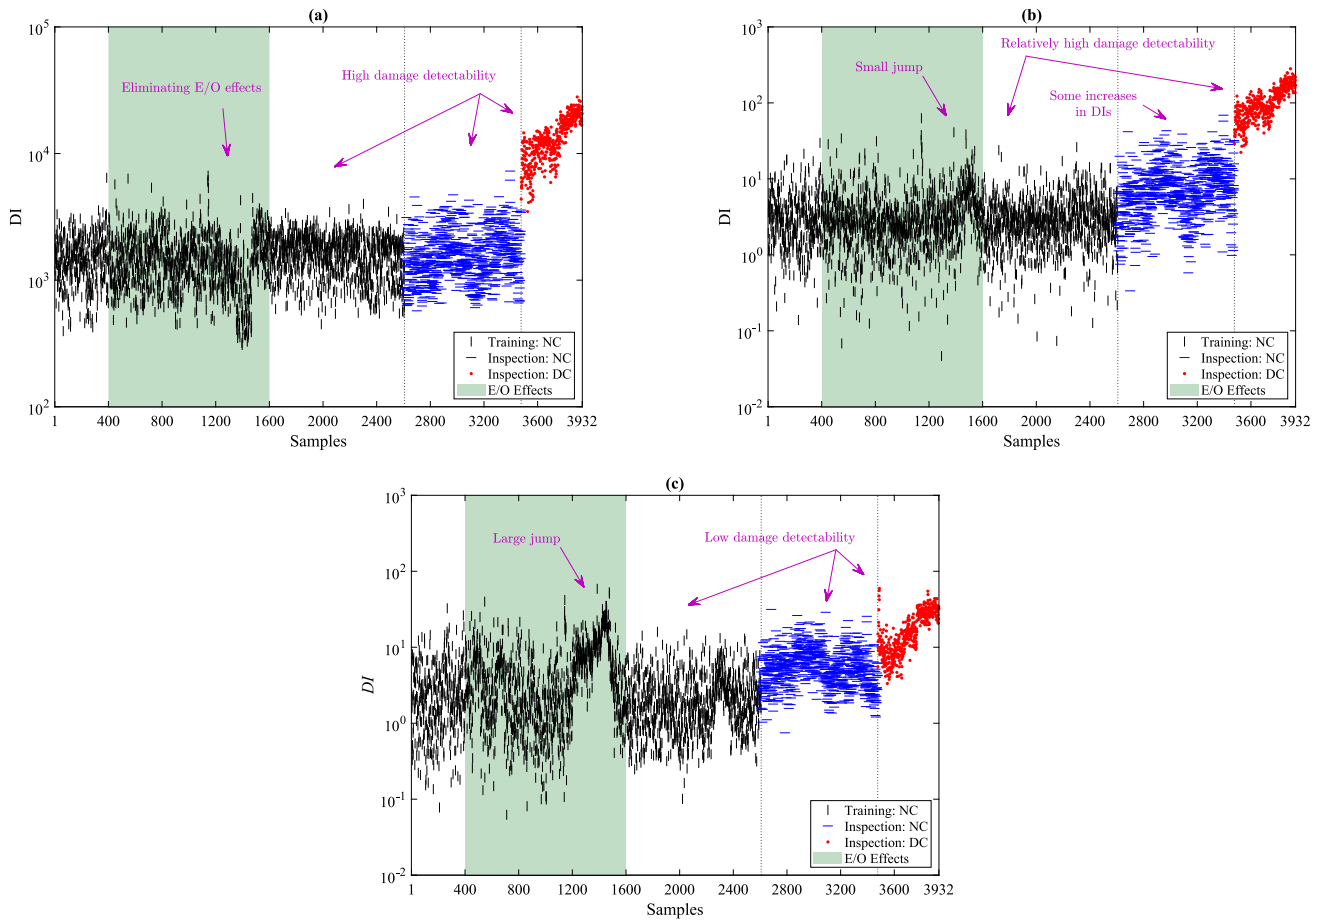 (a)
10^5
10^4
10^3
10^2
DI
Eliminating E/O effects
High damage detectability
Training: NC
Inspection: NC
Inspection: DC
E/O Effects
1 400 800 1200 1600 2000 2400 2800 3200 3600 3932
Samples
(b)
10^3
10^2
10^1
10^0
10^-1
10^-2
DI
Relatively high damage detectability
Small jump
Some increases
in DIs
Training: NC
Inspection: NC
Inspection: DC
E/O Effects
1 400 800 1200 1600 2000 2400 2800 3200 3600 3932
Samples
(c)
10^3
10^2
10^1
10^0
10^-1
10^-2
DI
Large jump
Low damage detectability
Training: NC
Inspection: NC
Inspection: DC
E/O Effects
1 400 800 1200 1600 2000 2400 2800 3200 3600 3932
Samples